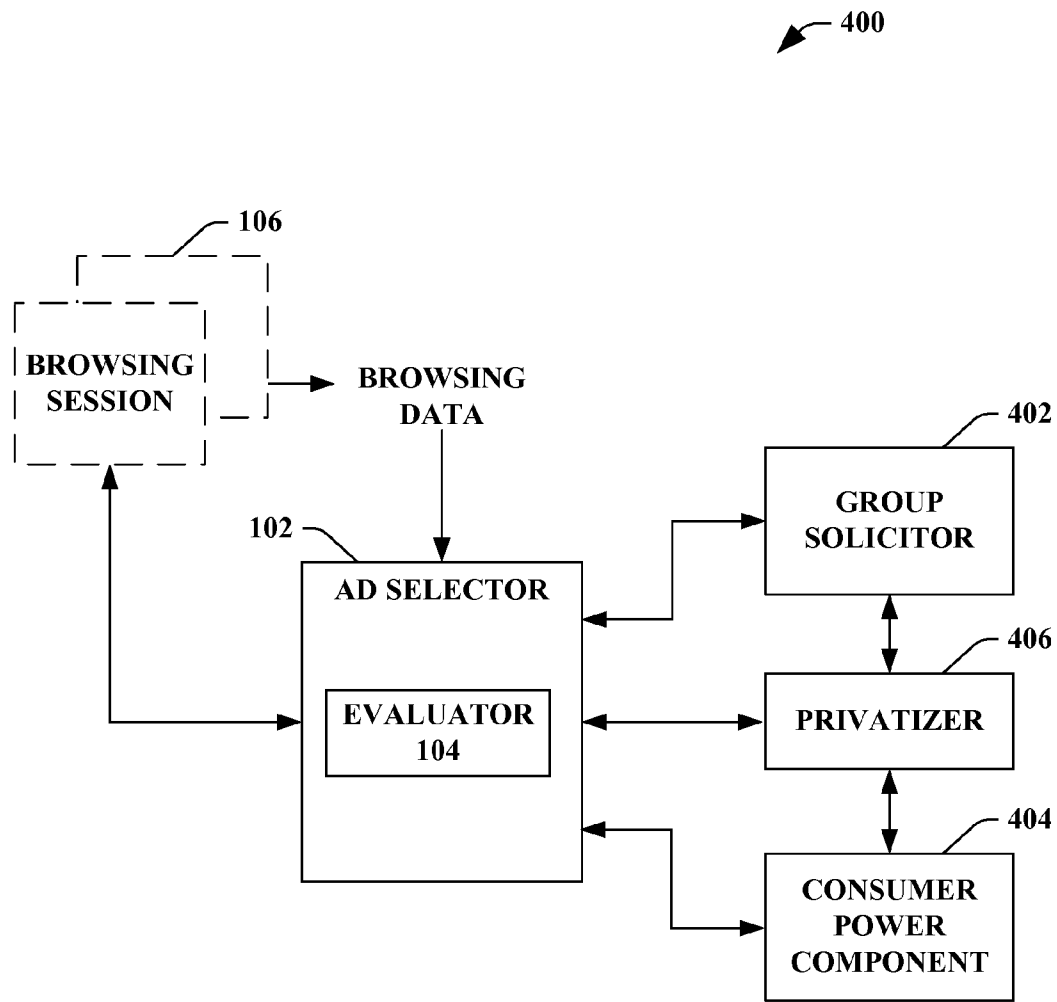 400
106
BROWSING
SESSION
BROWSING
DATA
402
GROUP
SOLICITOR
102
AD SELECTOR
EVALUATOR
104
406
PRIVATIZER
404
CONSUMER
POWER
COMPONENT